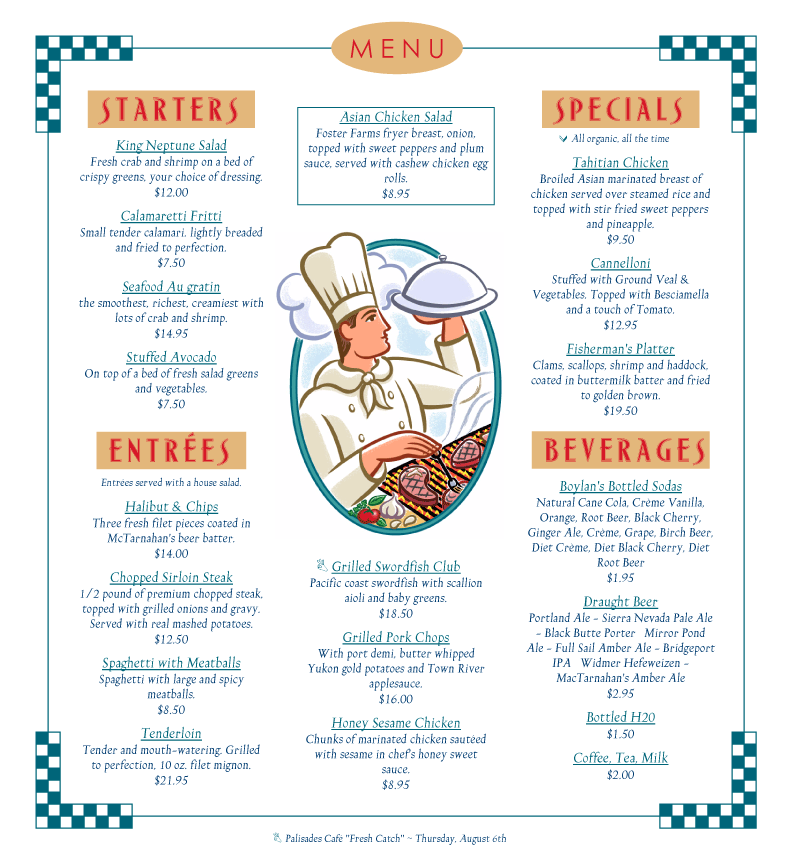 MENU
STARTERS
King Neptune Salad
Fresh crab and shrimp on a bed of
crispy greens, your choice of dressing.
$12.00
Calamaretti Fritti
Small tender calamari. lightly breaded
and fried to perfection.
$7.50
Seafood Au gratin
the smoothest, richest, creamiest with
lots of crab and shrimp.
$14.95
Stuffed Avocado
On top of a bed of fresh salad greens
and vegetables.
$7.50
ENTRÉES
Entrées served with a house salad.
Halibut & Chips
Three fresh filet pieces coated in
McTarnahan's beer batter.
$14.00
Chopped Sirloin Steak
1/2 pound of premium chopped steak,
topped with grilled onions and gravy.
Served with real mashed potatoes.
$12.50
Spaghetti with Meatballs
Spaghetti with large and spicy
meatballs.
$8.50
Tenderloin
Tender and mouth-watering. Grilled
to perfection, 10 oz. filet mignon.
$21.95
Asian Chicken Salad
Foster Farms fryer breast, onion,
topped with sweet peppers and plum
sauce, served with cashew chicken egg
rolls.
$8.95
Grilled Swordfish Club
Pacific coast swordfish with scallion
aioli and baby greens.
$18.50
Grilled Pork Chops
With port demi, butter whipped
Yukon gold potatoes and Town River
applesauce.
$16.00
Honey Sesame Chicken
Chunks of marinated chicken sautéed
with sesame in chef's honey sweet
sauce.
$8.95
SPECIALS
All organic, all the time
Tahitian Chicken
Broiled Asian marinated breast of
chicken served over steamed rice and
topped with stir fried sweet peppers
and pineapple.
$9.50
Cannelloni
Stuffed with Ground Veal &
Vegetables. Topped with Besciamella
and a touch of Tomato.
$12.95
Fisherman's Platter
Clams, scallops, shrimp and haddock,
coated in buttermilk batter and fried
to golden brown.
$19.50
BEVERAGES
Boylan's Bottled Sodas
Natural Cane Cola, Crème Vanilla,
Orange, Root Beer, Black Cherry,
Ginger Ale, Crème, Grape, Birch Beer,
Diet Crème, Diet Black Cherry, Diet
Root Beer
$1.95
Draught Beer
Portland Ale - Sierra Nevada Pale Ale
- Black Butte Porter Mirror Pond
Ale - Full Sail Amber Ale - Bridgeport
IPA Widmer Hefeweizen -
MacTarnahan's Amber Ale
$2.95
Bottled H20
$1.50
Coffee, Tea, Milk
$2.00
Palisades Cafe "Fresh Catch" ~ Thursday, August 6th